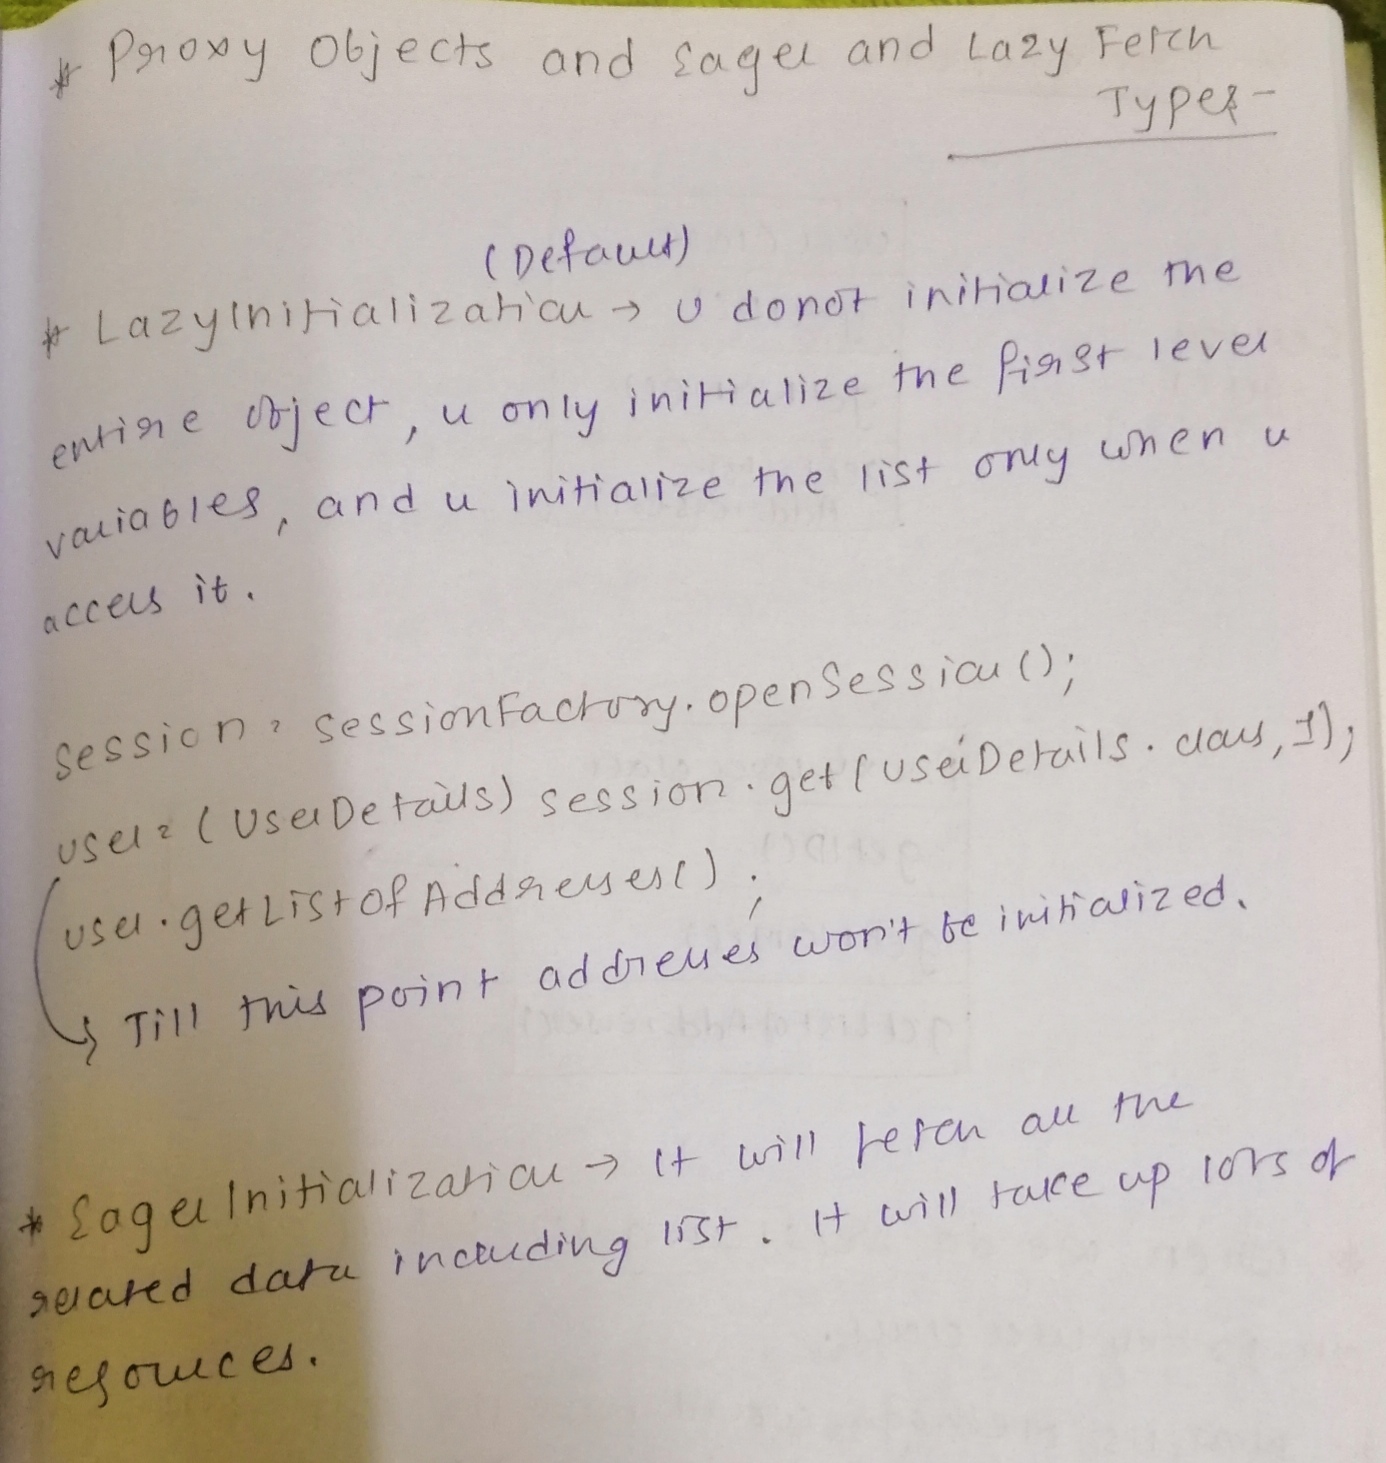 * Proxy Objects and Eager and Lazy Fetch
Types-
(Default)
* LazyInitialization → u donot initialize the
entire object, u only initialize the first level
variables, and u initialize the list only when u
access it.
Session = sessionFactory.openSession();
user = (UserDetails) session.get(UserDetails.class, 1);
user.getListOfAddresses();
↳ Till this point addresses won't be initialized.
* Eager Initialization → It will fetch all the
related data including list. It will take up lots of
resources.